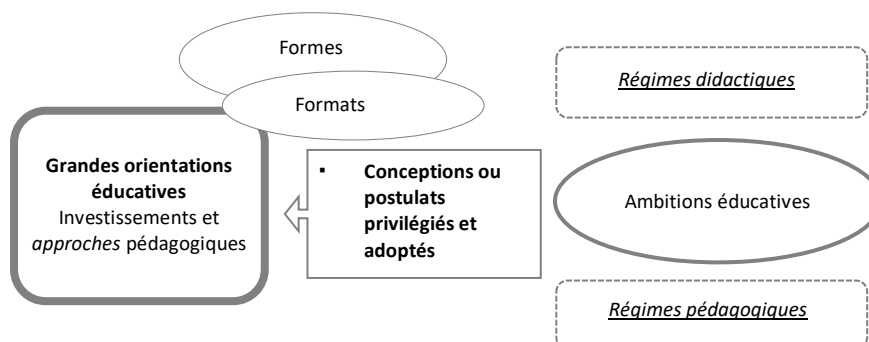 Formes
Formats
Grandes orientations
éducatives
Investissements et
approches pédagogiques
▪ Conceptions ou
postulats
privilégiés et
adoptés
Régimes didactiques
Ambitions éducatives
Régimes pédagogiques